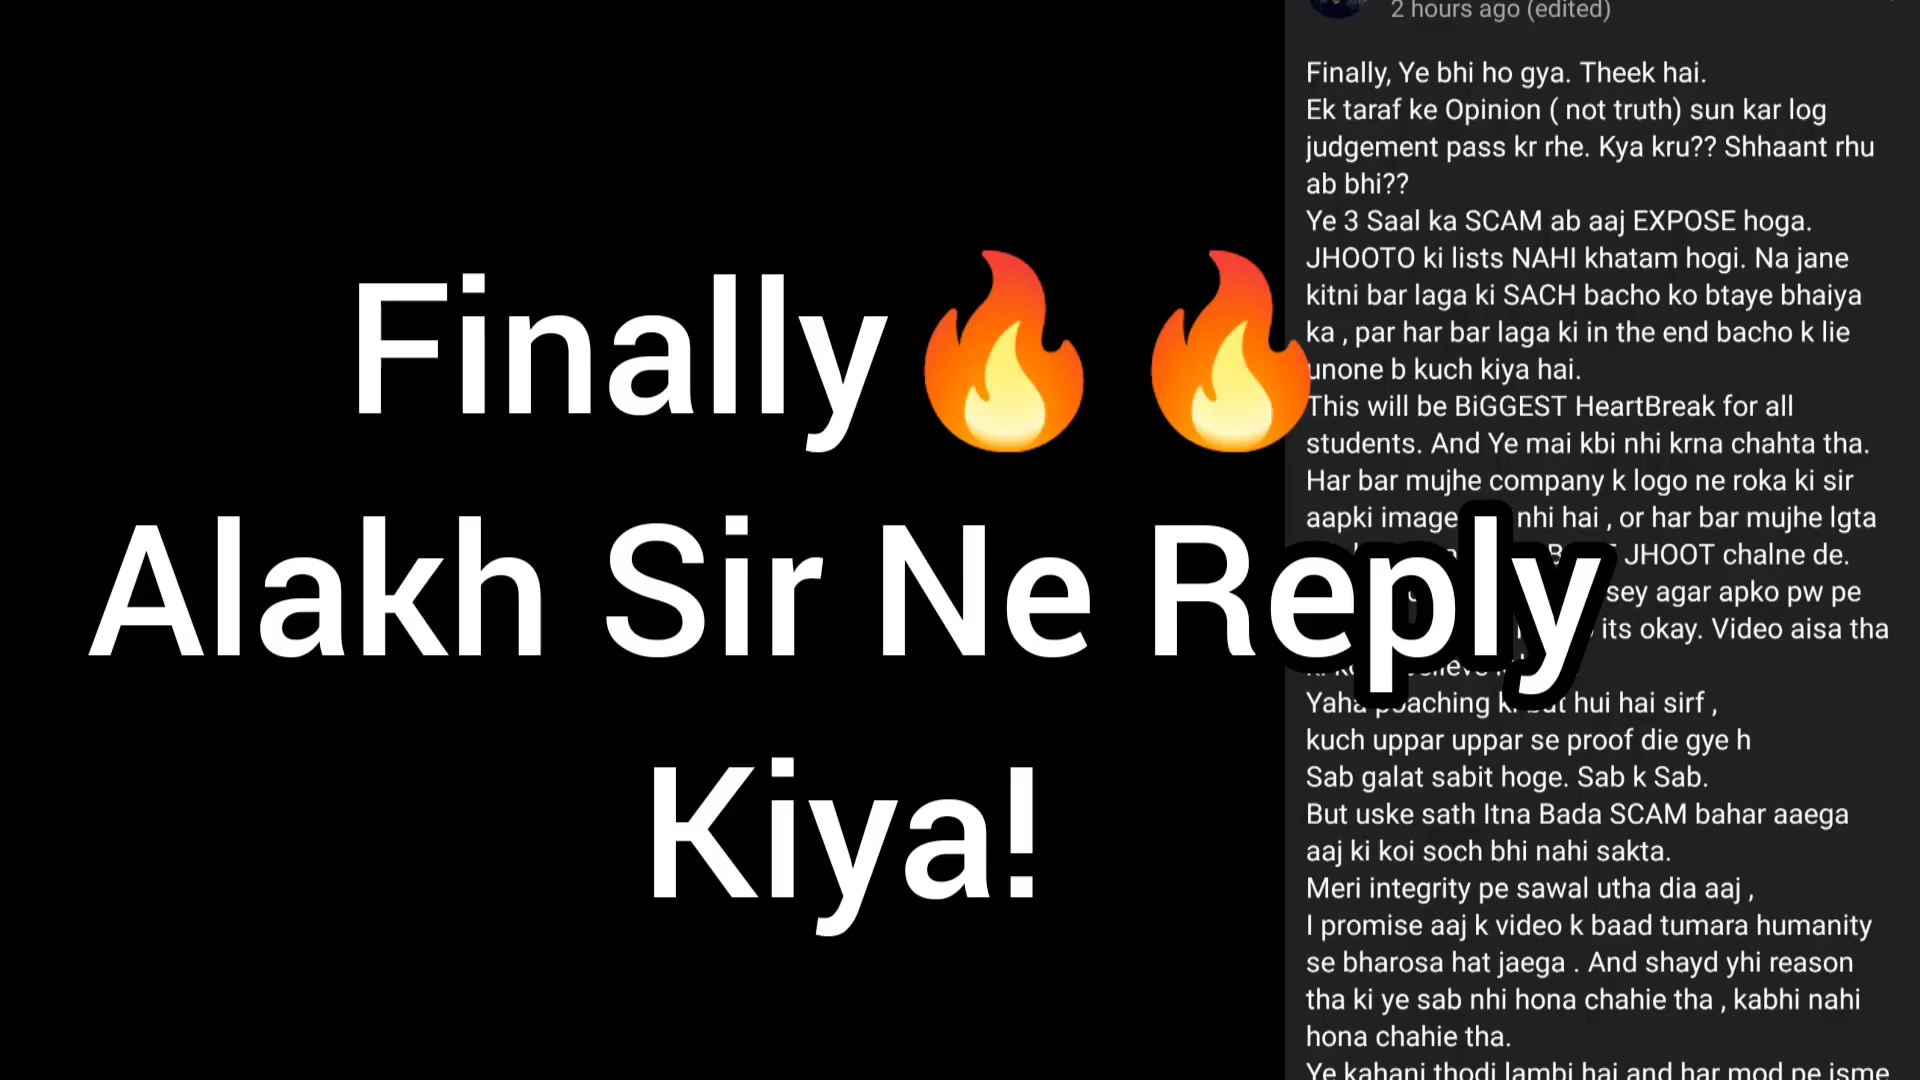 Finally🔥 🔥
Alakh Sir Ne Reply
Kiya!
2 hours ago (edited)
Finally, Ye bhi ho gya. Theek hai.
Ek taraf ke Opinion ( not truth) sun kar log
judgement pass kr rhe. Kya kru?? Shhaant rhu
ab bhi??
Ye 3 Saal ka SCAM ab aaj EXPOSE hoga.
JHOOTO ki lists NAHI khatam hogi. Na jane
kitni bar laga ki SACH bacho ko btaye bhaiya
ka , par har bar laga ki in the end bacho k lie
unone b kuch kiya hai.
This will be BiGGEST HeartBreak for all
students. And Ye mai kbi nhi krna chahta tha.
Har bar mujhe company k logo ne roka ki sir
aapki image nhi hai , or har bar mujhe lgta
JHOOT chalne de.
sey agar apko pw pe
its okay. Video aisa tha
Yaha poaching ki but hui hai sirf ,
kuch uppar uppar se proof die gye h
Sab galat sabit hoge. Sab k Sab.
But uske sath Itna Bada SCAM bahar aaega
aaj ki koi soch bhi nahi sakta.
Meri integrity pe sawal utha dia aaj ,
I promise aaj k video k baad tumara humanity
se bharosa hat jaega . And shayd yhi reason
tha ki ye sab nhi hona chahie tha , kabhi nahi
hona chahie tha.
Ye kahani thodi lambi hai and har mod pe isme